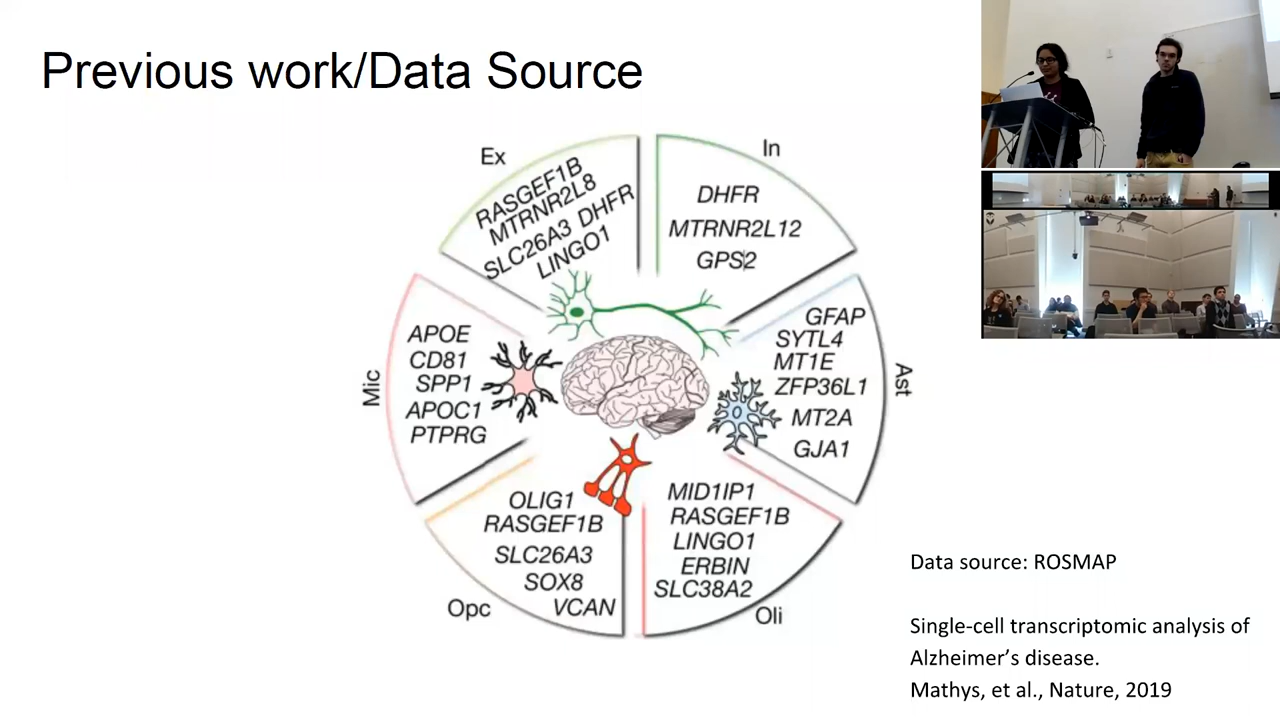 Previous work/Data Source
Ex
RASGEF1B
MTRNR2L8
SLC26A3 DHFR
LINGO1
In
DHFR
MTRNR2L12
GPS2
Ast
GFAP
SYTL4
MT1E
ZFP36L1
MT2A
GJA1
Mic
APOE
CD81
SPP1
APOC1
PTPRG
Opc
OLIG1
RASGEF1B
SLC26A3
SOX8
VCAN
Oli
MID1IP1
RASGEF1B
LINGO1
ERBIN
SLC38A2
Data source: ROSMAP
Single-cell transcriptomic analysis of
Alzheimer’s disease.
Mathys, et al., Nature, 2019